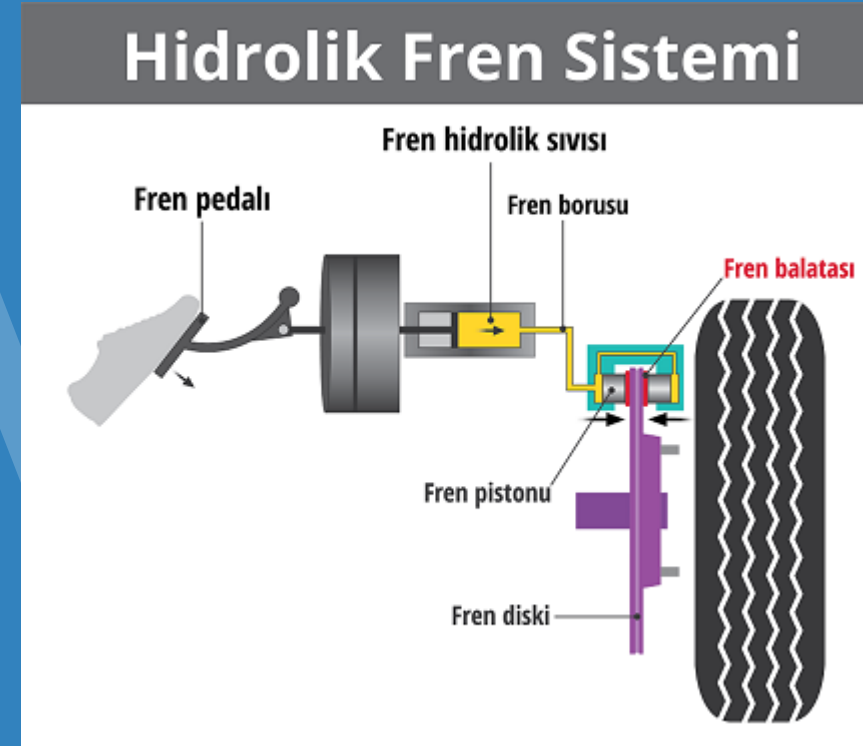 Hidrolik Fren Sistemi
Fren hidrolik sıvısı
Fren pedalı
Fren borusu
Fren balatası
Fren pistonu
Fren diski